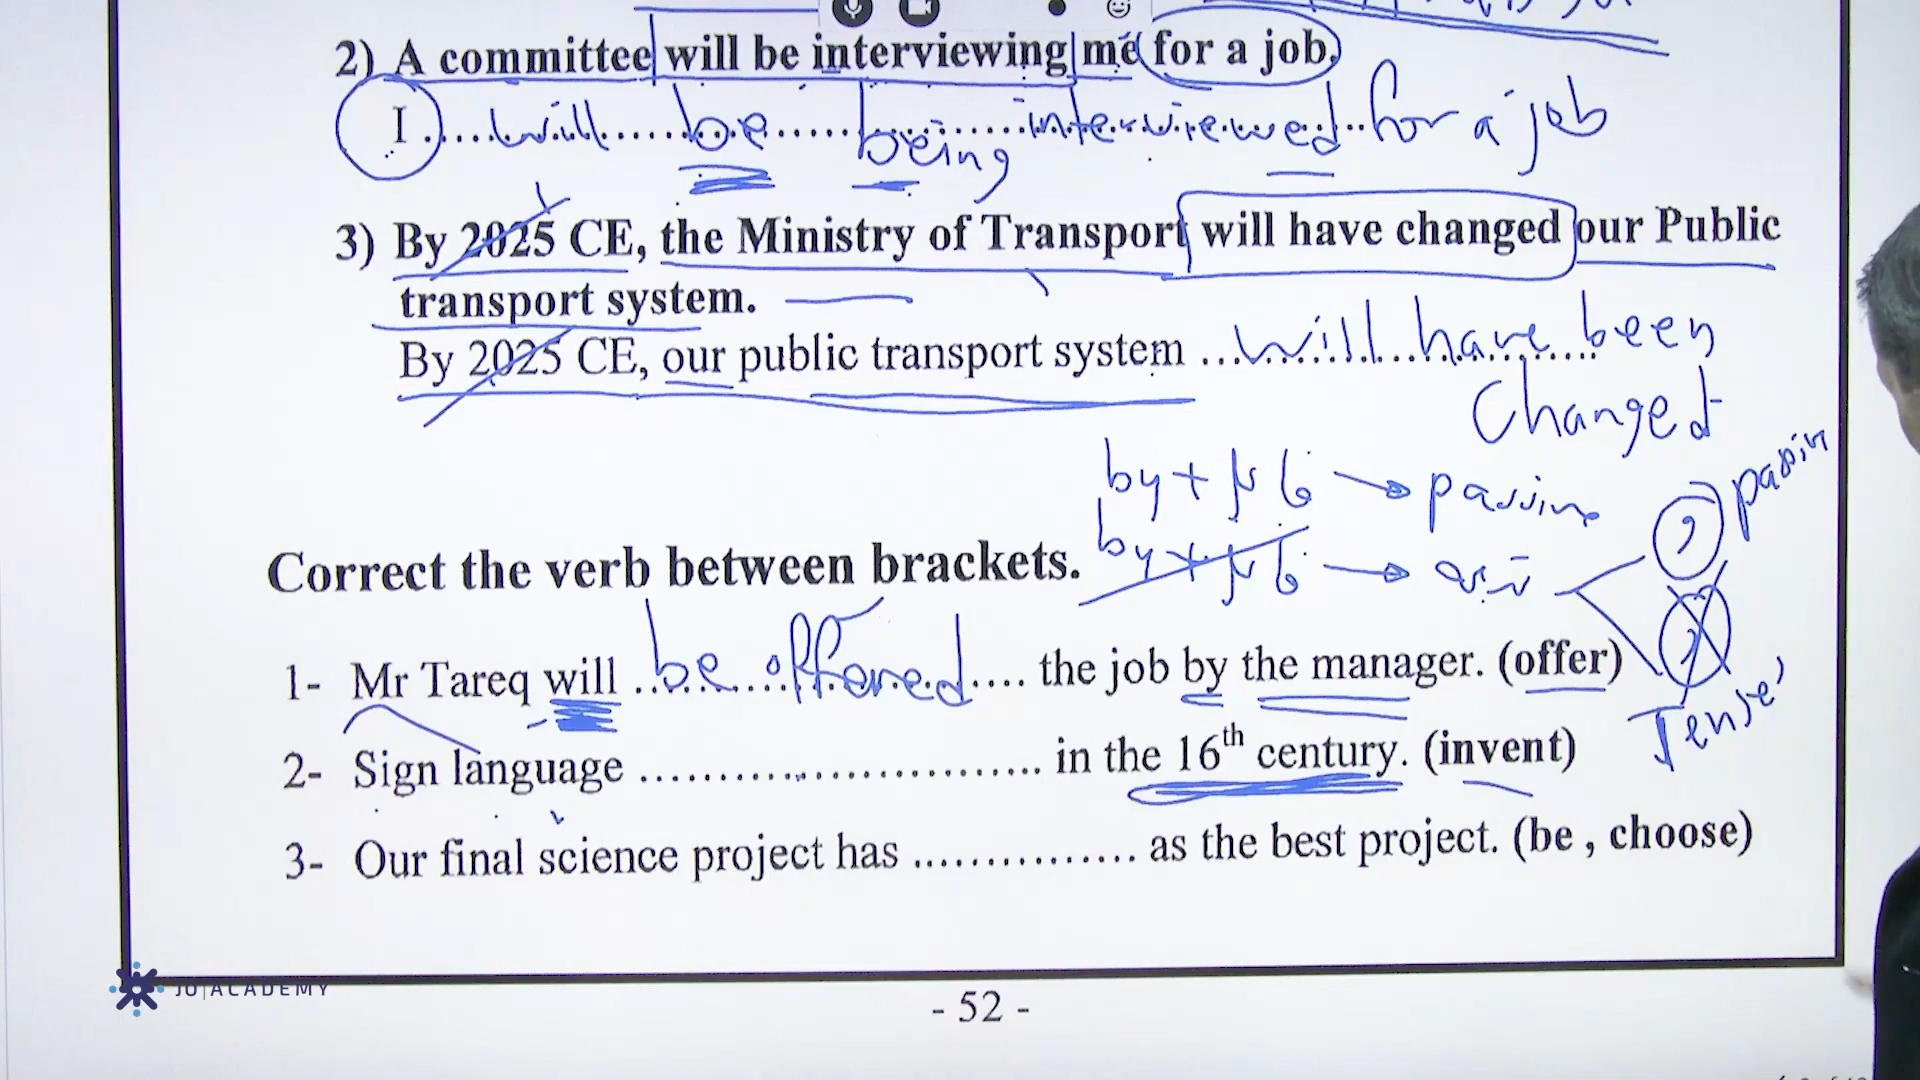 2) A committee will be interviewing me for a job.
I.....will.....be.....being.....interviewed...for a job
3) By 2025 CE, the Ministry of Transport will have changed our Public
transport system.
By 2025 CE, our public transport system ...will have been
Changed
by + فاعل → passive
passive
Correct the verb between brackets. by + فاعل →
1- Mr Tareq will ...be offered.... the job by the manager. (offer)
Tense
2- Sign language ............................ in the 16th century. (invent)
3- Our final science project has ............... as the best project. (be , choose)
JO|ACADEMY
- 52 -